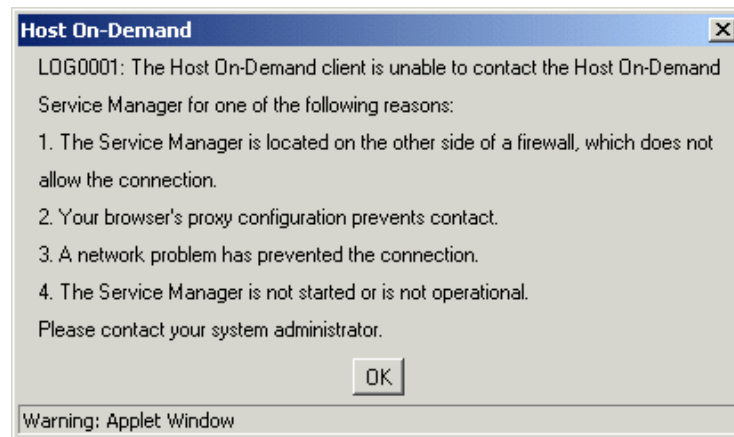 Host On-Demand
LOG0001: The Host On-Demand client is unable to contact the Host On-Demand
Service Manager for one of the following reasons:
1. The Service Manager is located on the other side of a firewall, which does not
allow the connection.
2. Your browser's proxy configuration prevents contact.
3. A network problem has prevented the connection.
4. The Service Manager is not started or is not operational.
Please contact your system administrator.
OK
Warning: Applet Window